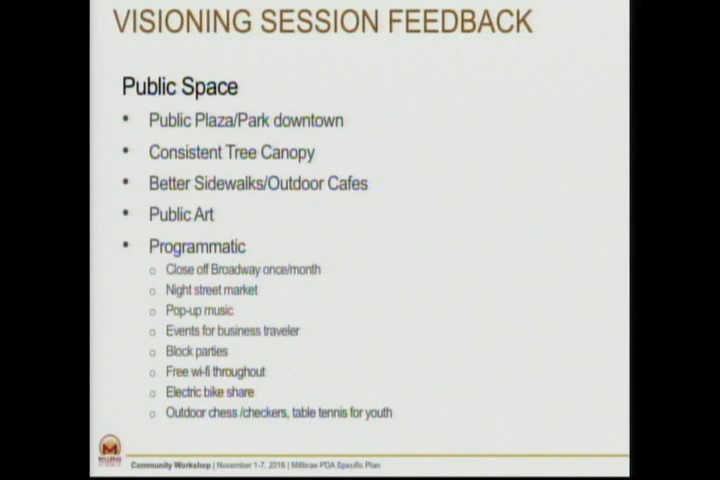 VISIONING SESSION FEEDBACK
Public Space
• Public Plaza/Park downtown
• Consistent Tree Canopy
• Better Sidewalks/Outdoor Cafes
• Public Art
• Programmatic
o Close off Broadway once/month
o Night street market
o Pop-up music
o Events for business traveler
o Block parties
o Free wi-fi throughout
o Electric bike share
o Outdoor chess /checkers, table tennis for youth
M
MILLBRAE
Community Workshop | November 1-7, 2016 | Millbrae PDA Specific Plan